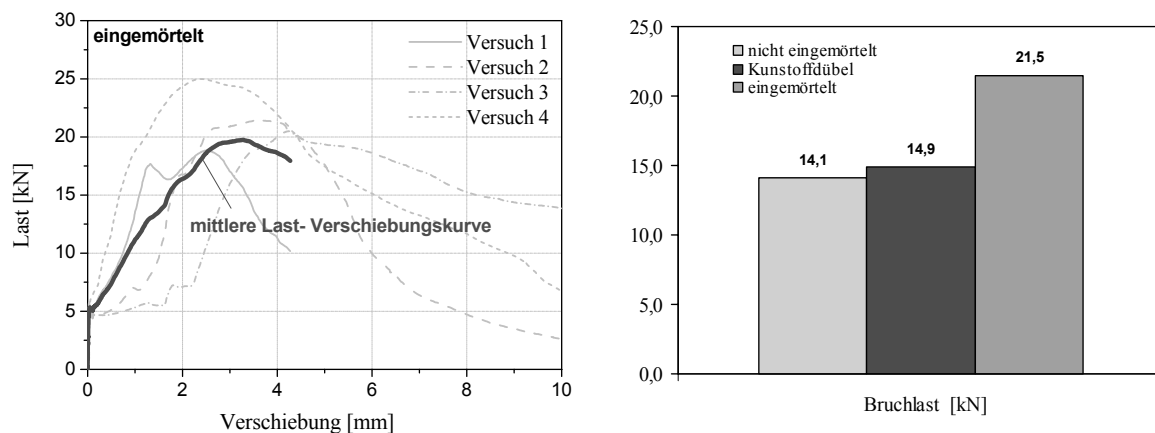 30
25
20
15
10
5
0
Last [kN]
eingemörtelt
Versuch 1
Versuch 2
Versuch 3
Versuch 4
mittlere Last- Verschiebungskurve
0 2 4 6 8 10
Verschiebung [mm]
25,0
20,0
15,0
10,0
5,0
0,0
nicht eingemörtelt
Kunstoffdübel
eingemörtelt
14,1
14,9
21,5
Bruchlast [kN]